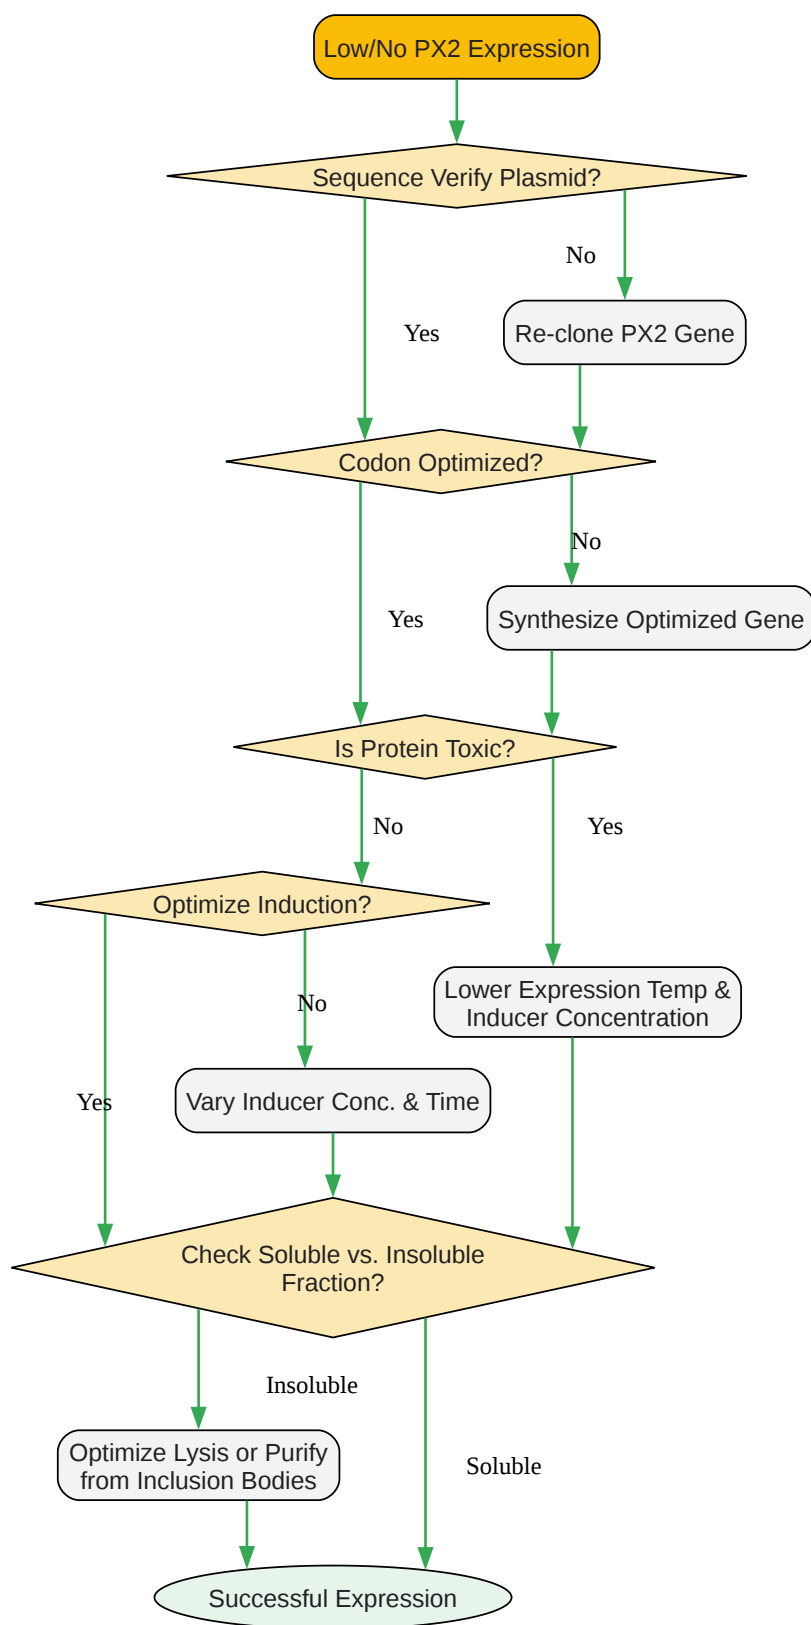 Low/No PX2 Expression
Sequence Verify Plasmid?
No
Yes
Re-clone PX2 Gene
Codon Optimized?
No
Yes
Synthesize Optimized Gene
Is Protein Toxic?
No
Yes
Optimize Induction?
Lower Expression Temp &
Inducer Concentration
No
Yes
Vary Inducer Conc. & Time
Check Soluble vs. Insoluble
Fraction?
Insoluble
Optimize Lysis or Purify
from Inclusion Bodies
Soluble
Successful Expression